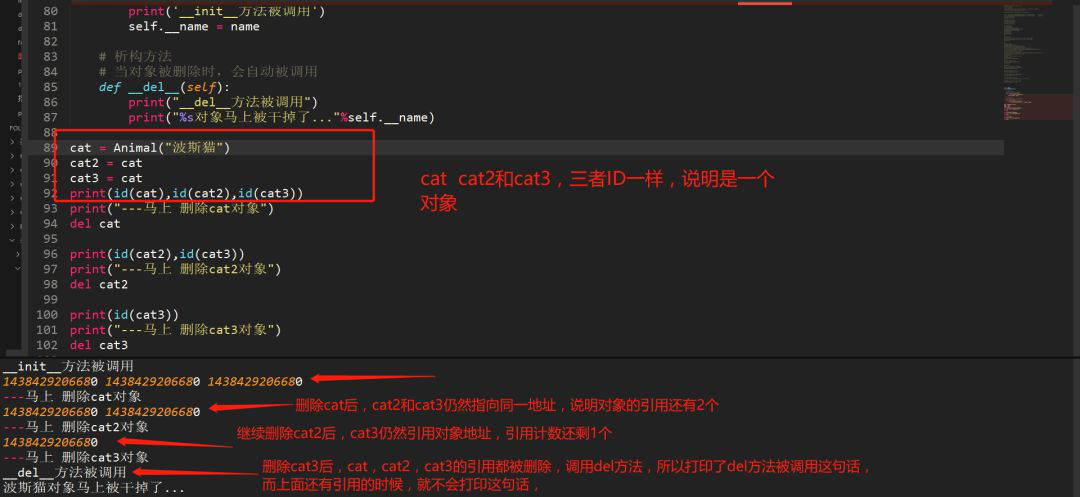 80 print('__init__方法被调用')
81 self.__name = name
82
83 # 析构方法
84 # 当对象被删除时，会自动被调用
85 def __del__(self):
86 print("__del__方法被调用")
87 print("%s对象马上被干掉了..."%self.__name)
88
89 cat = Animal("波斯猫")
90 cat2 = cat
91 cat3 = cat
92 print(id(cat),id(cat2),id(cat3))
93 print("---马上 删除cat对象")
94 del cat
95
96 print(id(cat2),id(cat3))
97 print("---马上 删除cat2对象")
98 del cat2
99
100 print(id(cat3))
101 print("---马上 删除cat3对象")
102 del cat3
cat cat2和cat3，三者ID一样，说明是一个
对象
FOL
__init__方法被调用
1438429206680 1438429206680 1438429206680
---马上 删除cat对象
1438429206680 1438429206680
删除cat后，cat2和cat3仍然指向同一地址，说明对象的引用还有2个
---马上 删除cat2对象
继续删除cat2后，cat3仍然引用对象地址，引用计数还剩1个
1438429206680
---马上 删除cat3对象
__del__方法被调用
删除cat3后，cat，cat2，cat3的引用都被删除，调用del方法，所以打印了del方法被调用这句话，
而上面还有引用的时候，就不会打印这句话，
波斯猫对象马上被干掉了...